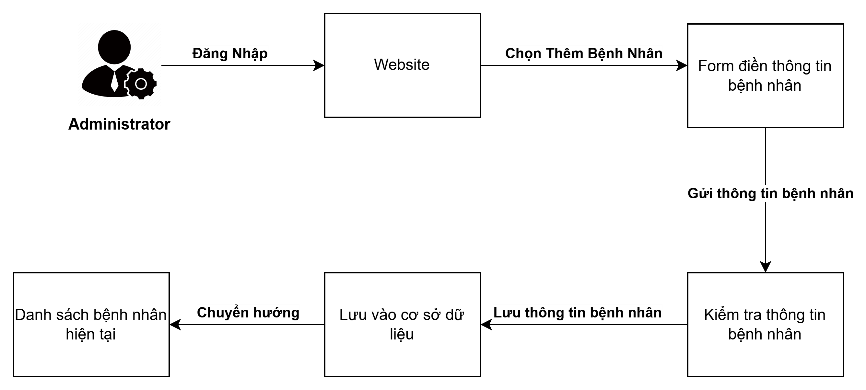 Đăng Nhập
Website
Chọn Thêm Bệnh Nhân
Form điền thông tin
bệnh nhân
Administrator
Gửi thông tin bệnh nhân
Danh sách bệnh nhân
hiện tại
Chuyển hướng
Lưu vào cơ sở dữ
liệu
Lưu thông tin bệnh nhân
Kiểm tra thông tin
bệnh nhân